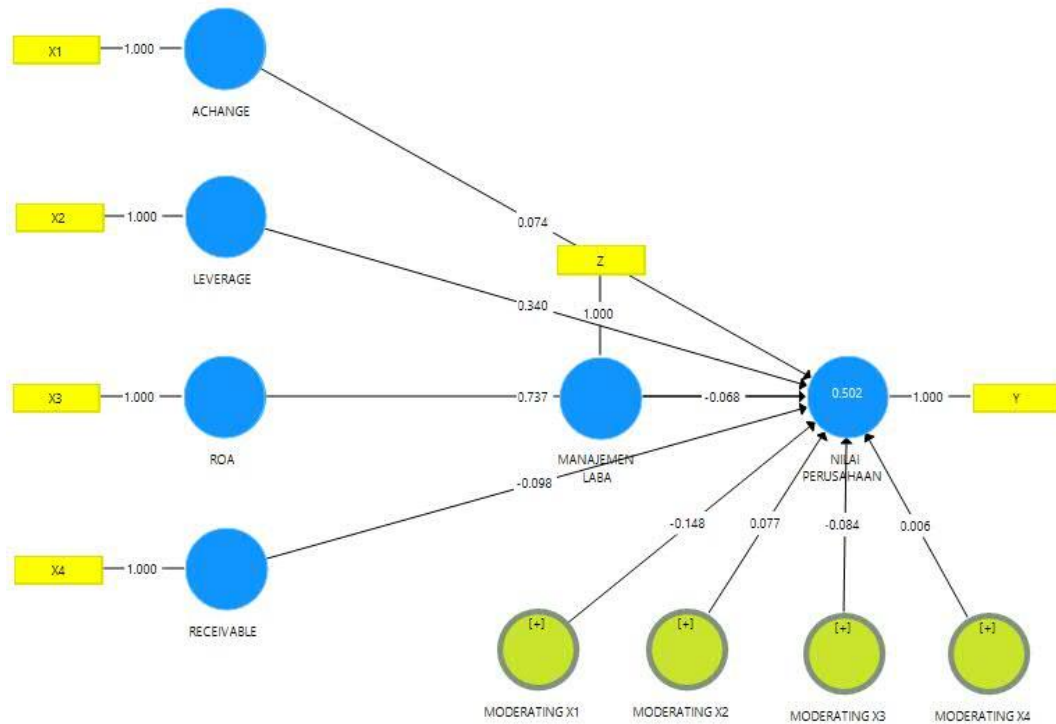 X1
1.000
ACHANGE
X2
1.000
LEVERAGE
0.074
Z
0.340
1.000
X3
1.000
ROA
0.737
MANAJEMEN
LABA
-0.068
0.502
NILAI
PERUSAHAAN
1.000
Y
-0.098
X4
1.000
RECEIVABLE
-0.148
0.077
-0.084
0.006
[+]
[+]
[+]
[+]
MODERATING X1
MODERATING X2
MODERATING X3
MODERATING X4